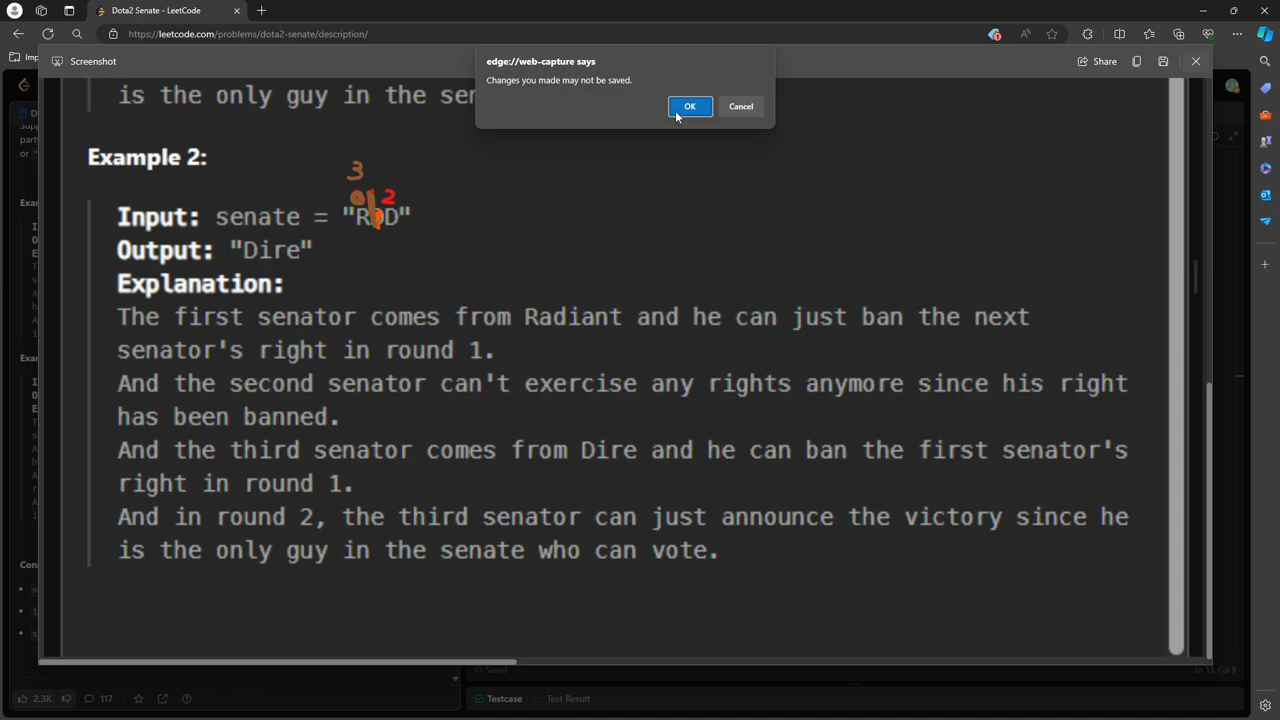 Dota2 Senate - LeetCode
https://leetcode.com/problems/dota2-senate/description/
Screenshot
Share
edge://web-capture says
Changes you made may not be saved.
OK
Cancel
is the only guy in the sen
Example 2:
3
2
Input: senate = "RDD"
Output: "Dire"
Explanation:
The first senator comes from Radiant and he can just ban the next
senator's right in round 1.
And the second senator can't exercise any rights anymore since his right
has been banned.
And the third senator comes from Dire and he can ban the first senator's
right in round 1.
And in round 2, the third senator can just announce the victory since he
is the only guy in the senate who can vote.
Saved
Ln 13, Col 9
2.3K
117
Testcase
Test Result